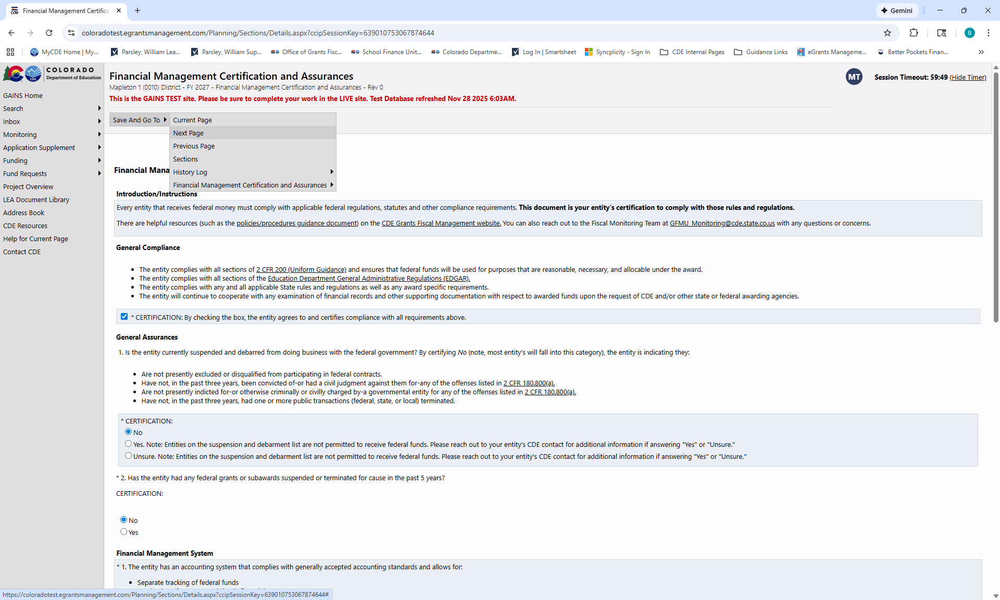 Financial Management Certifica
Gemini
coloradotest.egrantsmanagement.com/Planning/Sections/Details.aspx?ccipSessionKey=639010753067874644
B
MyCDE Home | My...
Parsley, William Lea...
Parsley, William Sup...
Office of Grants Fisc...
School Finance Unit...
Colorado Departme...
Log In | Smartsheet
Syncplicity - Sign In
CDE Internal Pages
Guidance Links
eGrants Manageme...
Better Pockets Finan...
COLORADO
Department of Education
Financial Management Certification and Assurances
MT
Session Timeout: 59:49 (Hide Timer)
Mapleton 1 (0010) District - FY 2027 - Financial Management Certification and Assurances - Rev 0
This is the GAINS TEST site. Please be sure to complete your work in the LIVE site. Test Database refreshed Nov 28 2025 6:03AM.
GAINS Home
Search
Inbox
Monitoring
Application Supplement
Funding
Fund Requests
Project Overview
LEA Document Library
Address Book
CDE Resources
Help for Current Page
Contact CDE
Save And Go To
Current Page
Next Page
Previous Page
Sections
History Log
Financial Management Certification and Assurances
Financial Mana
Introduction/Instructions
Every entity that receives federal money must comply with applicable federal regulations, statutes and other compliance requirements. This document is your entity's certification to comply with those rules and regulations.
There are helpful resources (such as the policies/procedures guidance document) on the CDE Grants Fiscal Management website. You can also reach out to the Fiscal Monitoring Team at GFMU_Monitoring@cde.state.co.us with any questions or concerns.
General Compliance
• The entity complies with all sections of 2 CFR 200 (Uniform Guidance) and ensures that federal funds will be used for purposes that are reasonable, necessary, and allocable under the award.
• The entity complies with all sections of the Education Department General Administrative Regulations (EDGAR).
• The entity complies with any and all applicable State rules and regulations as well as any award specific requirements.
• The entity will continue to cooperate with any examination of financial records and other supporting documentation with respect to awarded funds upon the request of CDE and/or other state or federal awarding agencies.
* CERTIFICATION: By checking the box, the entity agrees to and certifies compliance with all requirements above.
General Assurances
1. Is the entity currently suspended and debarred from doing business with the federal government? By certifying No (note, most entity's will fall into this category), the entity is indicating they:
• Are not presently excluded or disqualified from participating in federal contracts.
• Have not, in the past three years, been convicted of-or had a civil judgment against them for-any of the offenses listed in 2 CFR 180.800(a).
• Are not presently indicted for-or otherwise criminally or civilly charged by-a governmental entity for any of the offenses listed in 2 CFR 180.800(a).
• Have not, in the past three years, had one or more public transactions (federal, state, or local) terminated.
* CERTIFICATION:
No
Yes. Note: Entities on the suspension and debarment list are not permitted to receive federal funds. Please reach out to your entity's CDE contact for additional information if answering "Yes" or "Unsure."
Unsure. Note: Entities on the suspension and debarment list are not permitted to receive federal funds. Please reach out to your entity's CDE contact for additional information if answering "Yes" or "Unsure."
* 2. Has the entity had any federal grants or subawards suspended or terminated for cause in the past 5 years?
CERTIFICATION:
No
Yes
Financial Management System
* 1. The entity has an accounting system that complies with generally accepted accounting standards and allows for:
• Separate tracking of federal funds
https://coloradotest.egrantsmanagement.com/Planning/Sections/Details.aspx?ccipSessionKey=639010753067874644#